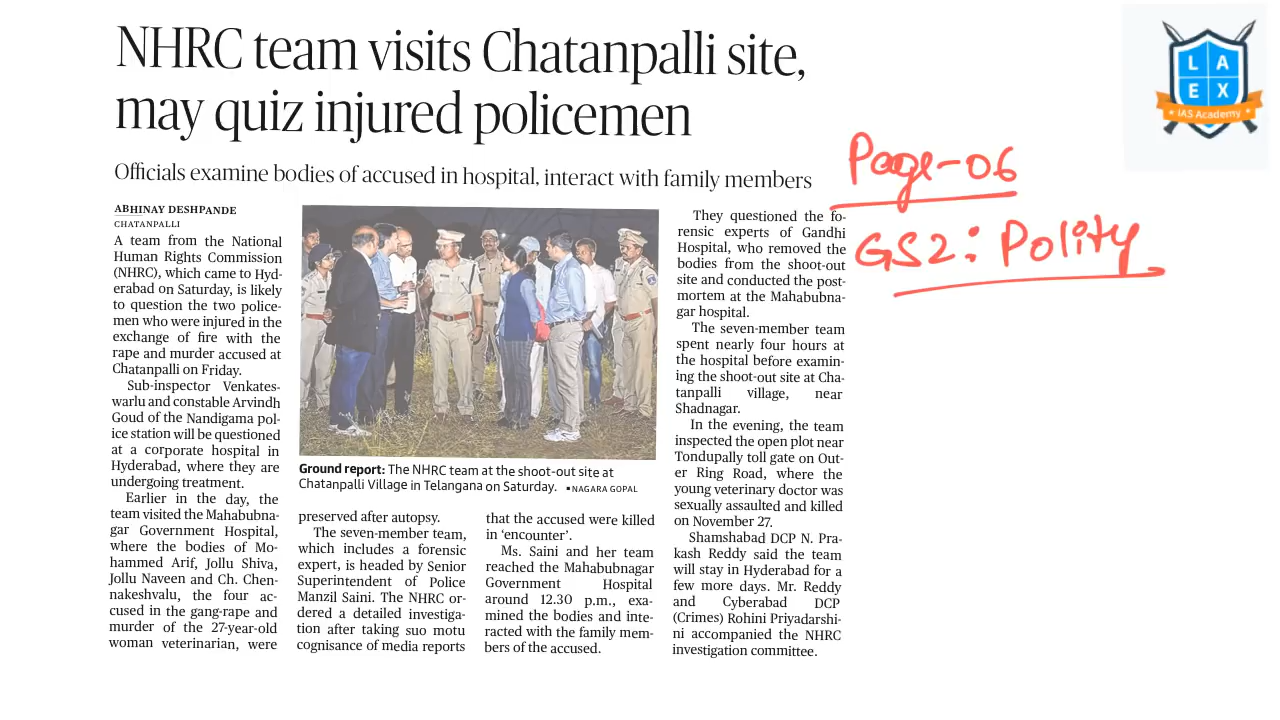 NHRC team visits Chatanpalli site,
may quiz injured policemen
Officials examine bodies of accused in hospital, interact with family members
ABHINAY DESHPANDE
CHATANPALLI
A team from the National
Human Rights Commission
(NHRC), which came to Hyd-
erabad on Saturday, is likely
to question the two police-
men who were injured in the
exchange of fire with the
rape and murder accused at
Chatanpalli on Friday.
Sub-inspector Venkates-
warlu and constable Arvindh
Goud of the Nandigama pol-
ice station will be questioned
at a corporate hospital in
Hyderabad, where they are
undergoing treatment.
Earlier in the day, the
team visited the Mahabubna-
gar Government Hospital,
where the bodies of Mo-
hammed Arif, Jollu Shiva,
Jollu Naveen and Ch. Chen-
nakeshvalu, the four ac-
cused in the gang-rape and
murder of the 27-year-old
woman veterinarian, were
Ground report: The NHRC team at the shoot-out site at
Chatanpalli Village in Telangana on Saturday. ▪NAGARA GOPAL
preserved after autopsy.
The seven-member team,
which includes a forensic
expert, is headed by Senior
Superintendent of Police
Manzil Saini. The NHRC or-
dered a detailed investiga-
tion after taking suo motu
cognisance of media reports
that the accused were killed
in ‘encounter’.
Ms. Saini and her team
reached the Mahabubnagar
Government Hospital
around 12.30 p.m., exa-
mined the bodies and inte-
racted with the family mem-
bers of the accused.
They questioned the fo-
rensic experts of Gandhi
Hospital, who removed the
bodies from the shoot-out
site and conducted the post-
mortem at the Mahabubna-
gar hospital.
The seven-member team
spent nearly four hours at
the hospital before examin-
ing the shoot-out site at Cha-
tanpalli village, near
Shadnagar.
In the evening, the team
inspected the open plot near
Tondupally toll gate on Out-
er Ring Road, where the
young veterinary doctor was
sexually assaulted and killed
on November 27.
Shamshabad DCP N. Pra-
kash Reddy said the team
will stay in Hyderabad for a
few more days. Mr. Reddy
and Cyberabad DCP
(Crimes) Rohini Priyadarshi-
ni accompanied the NHRC
investigation committee.
Page-06
GS2: Polity
L A
E X
IAS Academy